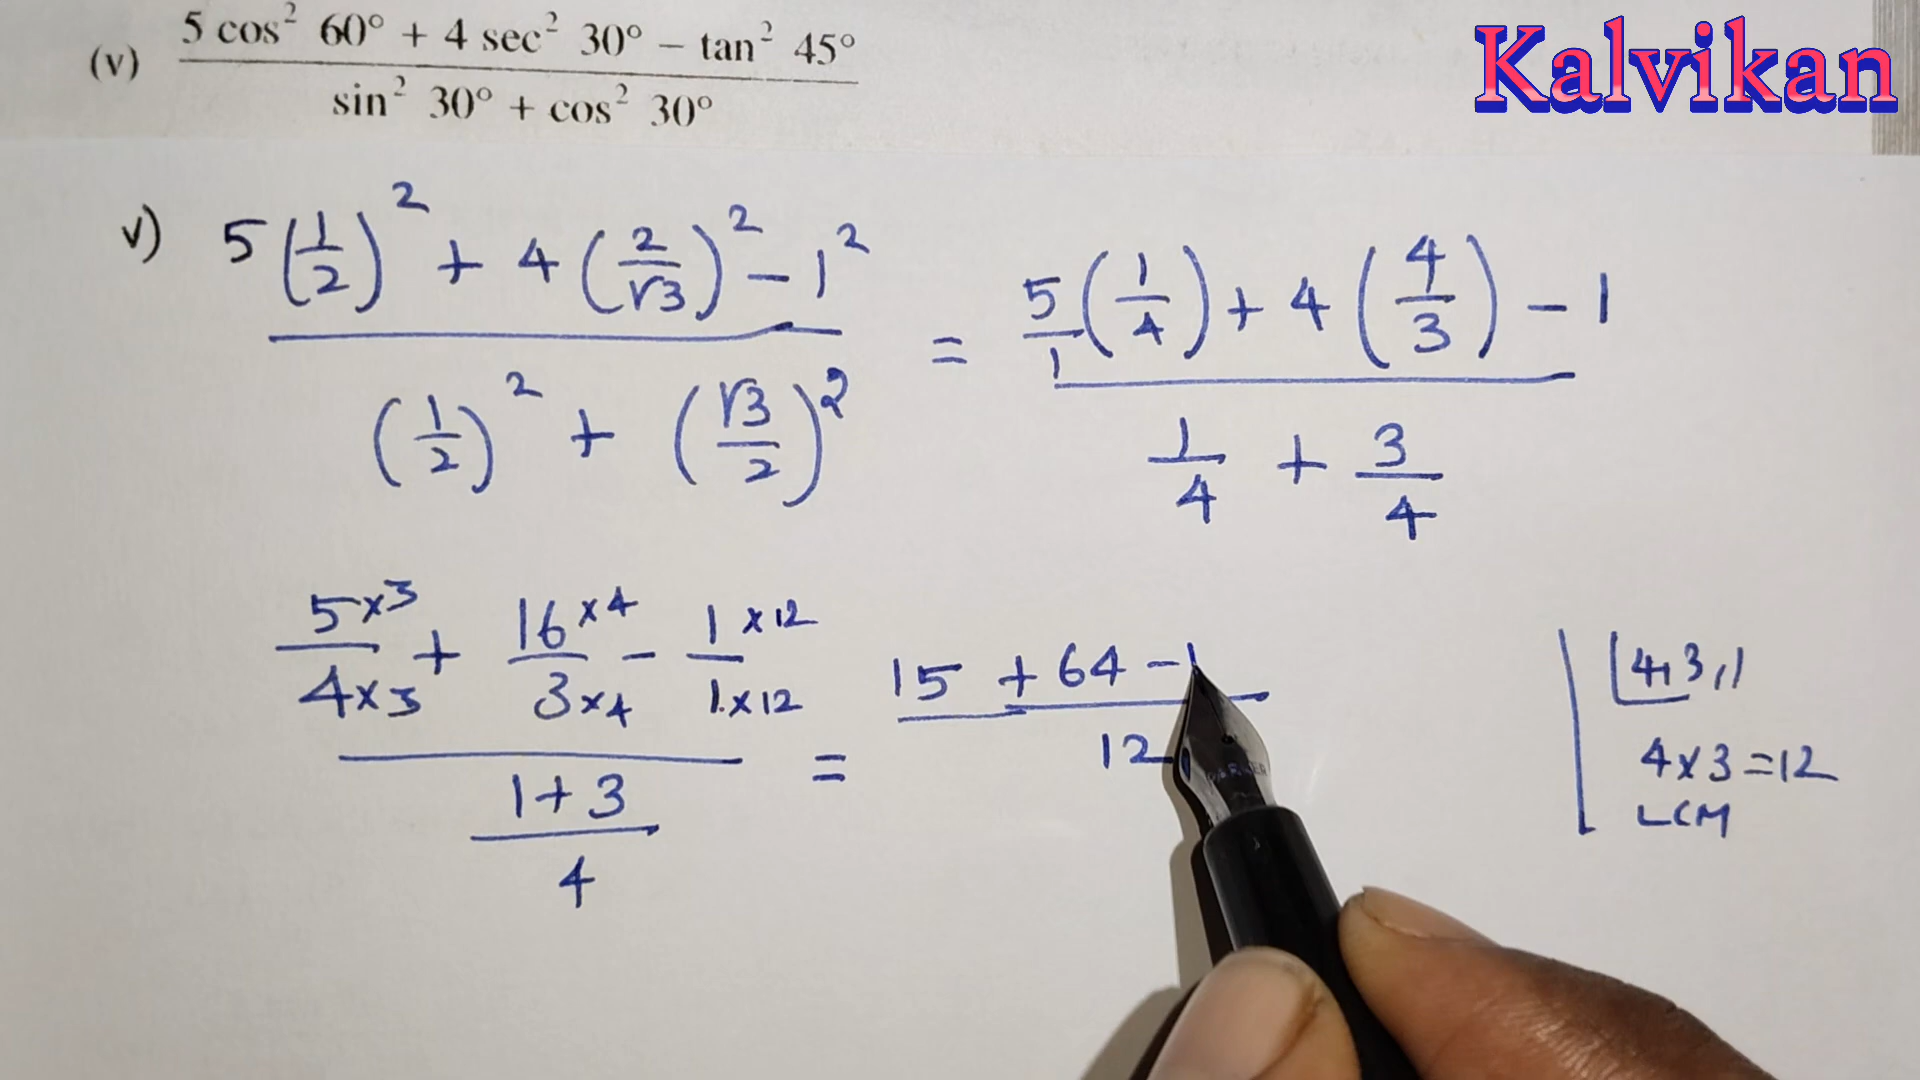 Kalvikan
(v) (5 cos² 60° + 4 sec² 30° − tan² 45°) / (sin² 30° + cos² 30°)
v) (5(1/2)² + 4(2/√3)² − 1²) / ((1/2)² + (√3/2)²) = (5/1(1/4) + 4(4/3) − 1) / (1/4 + 3/4)
(5×3/4×3 + 16×4/3×4 − 1×12/1×12) / ((1+3)/4) = (15 + 64 − 1) / 12
4,3,1
4×3=12
LCM